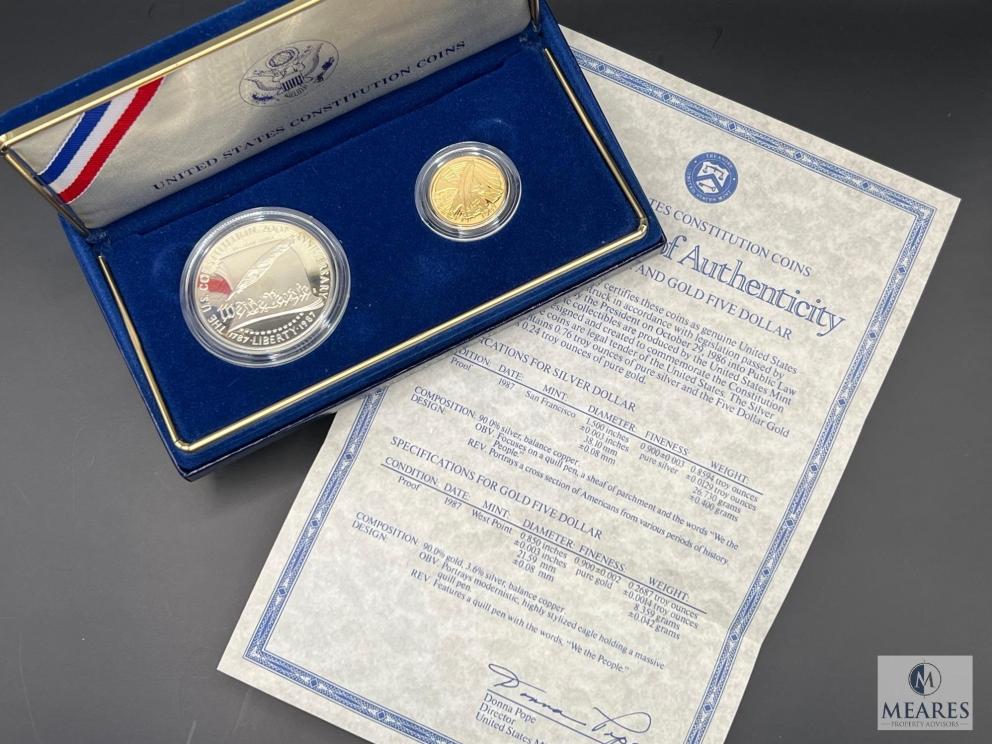 UNITED STATES CONSTITUTION COINS
THE U.S. CONSTITUTION 200TH ANNIVERSARY
1787·LIBERTY·1987
TES CONSTITUTION COINS
of Authenticity
AND GOLD FIVE DOLLAR
certifies these coins as genuine United States
truck in accordance with legislation passed by
the President on October 29, 1986 into Public Law
collectibles are produced by the United States Mint
esigned and created to commemorate the Constitution
coins are legal tender of the United States. The Silver
tains 0.76 troy ounces of pure silver and the Five Dollar Gold
0.24 troy ounces of pure gold.
SPECIFICATIONS FOR SILVER DOLLAR
DATE: MINT: DIAMETER FINENESS: WEIGHT:
Proof 1987 San Francisco 1.500 inches 0.900±0.003 0.8594 troy ounces
±0.003 inches pure silver ±0.0129 troy ounces
38.10 mm 26.730 grams
±0.08 mm ±0.400 grams
COMPOSITION: 90.0% silver, balance copper
DESIGN: OBV. Focuses on a quill pen, a sheaf of parchment and the words "We the
People."
REV. Portrays a cross section of Americans from various periods of history.
SPECIFICATIONS FOR GOLD FIVE DOLLAR
CONDITION: DATE: MINT: DIAMETER FINENESS: WEIGHT:
Proof 1987 West Point 0.850 inches 0.900±0.002 0.2687 troy ounces
±0.003 inches pure gold ±0.0014 troy ounces
21.59 mm 8.359 grams
±0.08 mm ±0.042 grams
COMPOSITION: 90.0% gold, 3.6% silver, balance copper
DESIGN: OBV. Portrays modernistic, highly stylized eagle holding a massive
quill pen.
REV. Features a quill pen with the words, "We the People."
Donna Pope
Donna Pope
Director
United States M
M
MEARES
PROPERTY ADVISORS